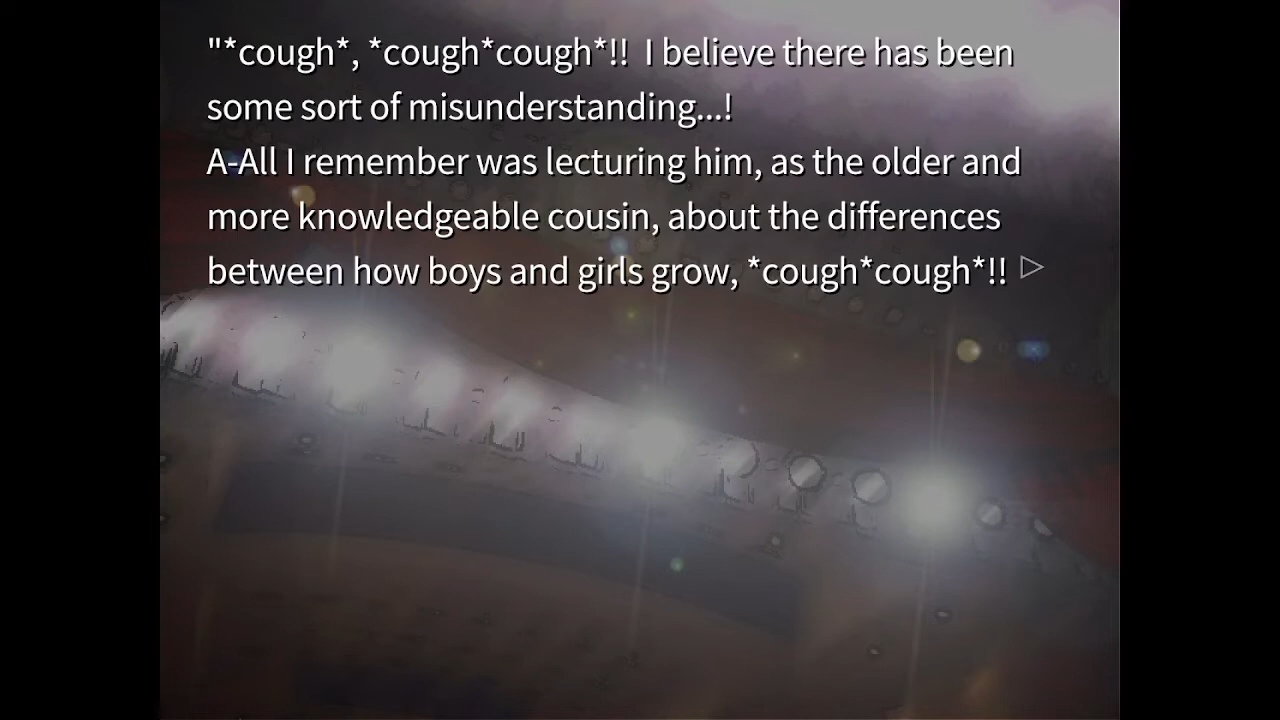 "*cough*, *cough*cough*!!  I believe there has been
some sort of misunderstanding...!
A-All I remember was lecturing him, as the older and
more knowledgeable cousin, about the differences
between how boys and girls grow, *cough*cough*!!